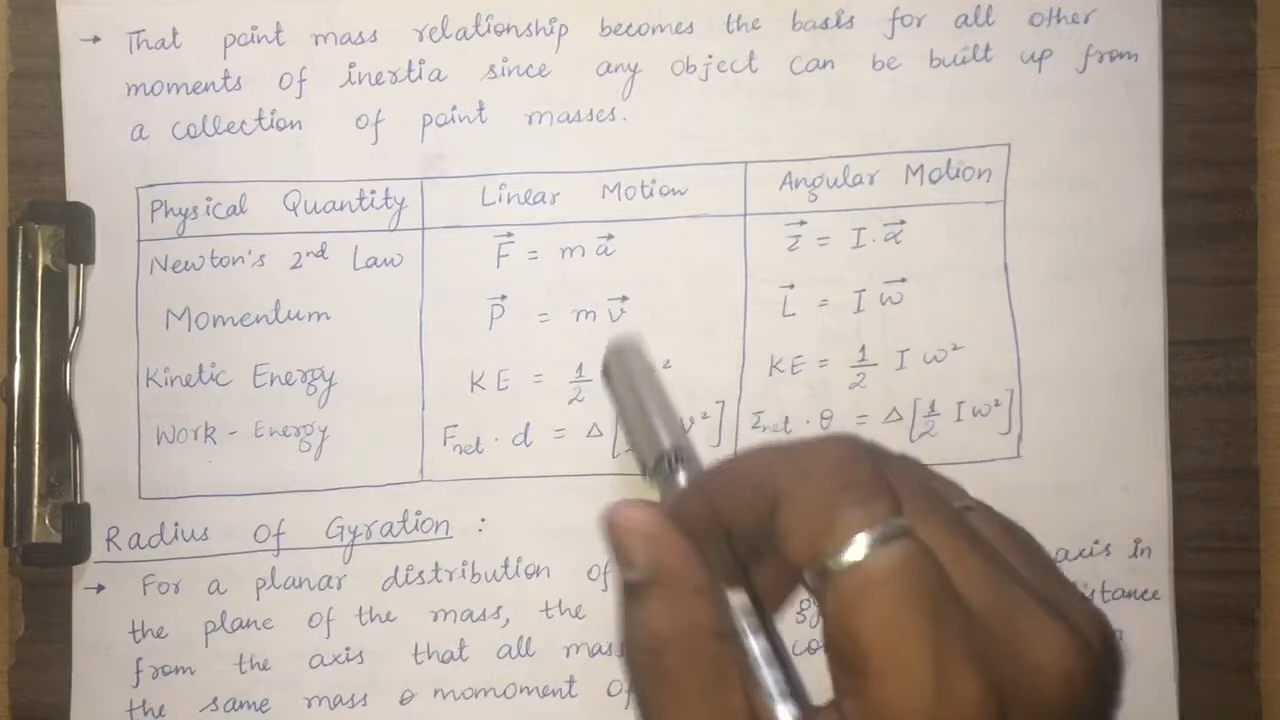 → That point mass relationship becomes the basis for all other
moments of inertia since any object can be built up from
a collection of point masses.
Physical Quantity Linear Motion Angular Motion
Newton's 2nd Law F⃗ = m a⃗ τ⃗ = I. α⃗
Momentum P⃗ = m v⃗ L⃗ = I ω⃗
Kinetic Energy KE = 1/2 ² KE = 1/2 I ω²
Work - Energy Fnet . d = Δ[ v²] τnet . θ = Δ[1/2 I ω²]
Radius Of Gyration :
→ For a planar distribution of axis in
the plane of the mass, the
from the axis that all mass
the same mass momoment of